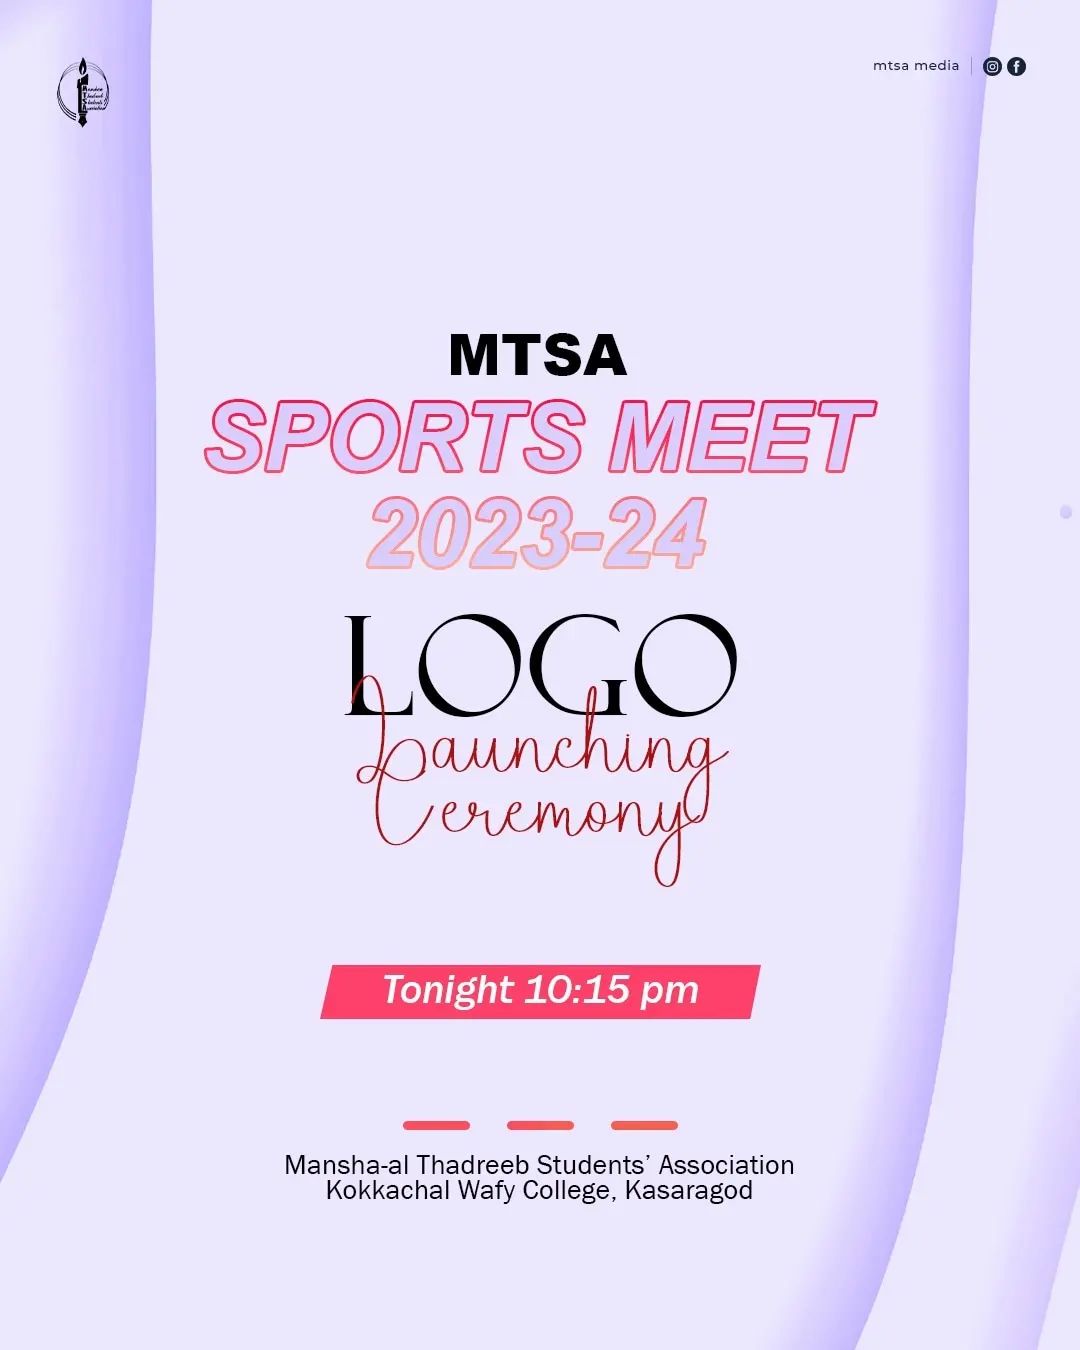 mtsa media
MTSA
SPORTS MEET
2023-24
LOGO
Launching
Ceremony
Tonight 10:15 pm
Mansha-al Thadreeb Students’ Association
Kokkachal Wafy College, Kasaragod